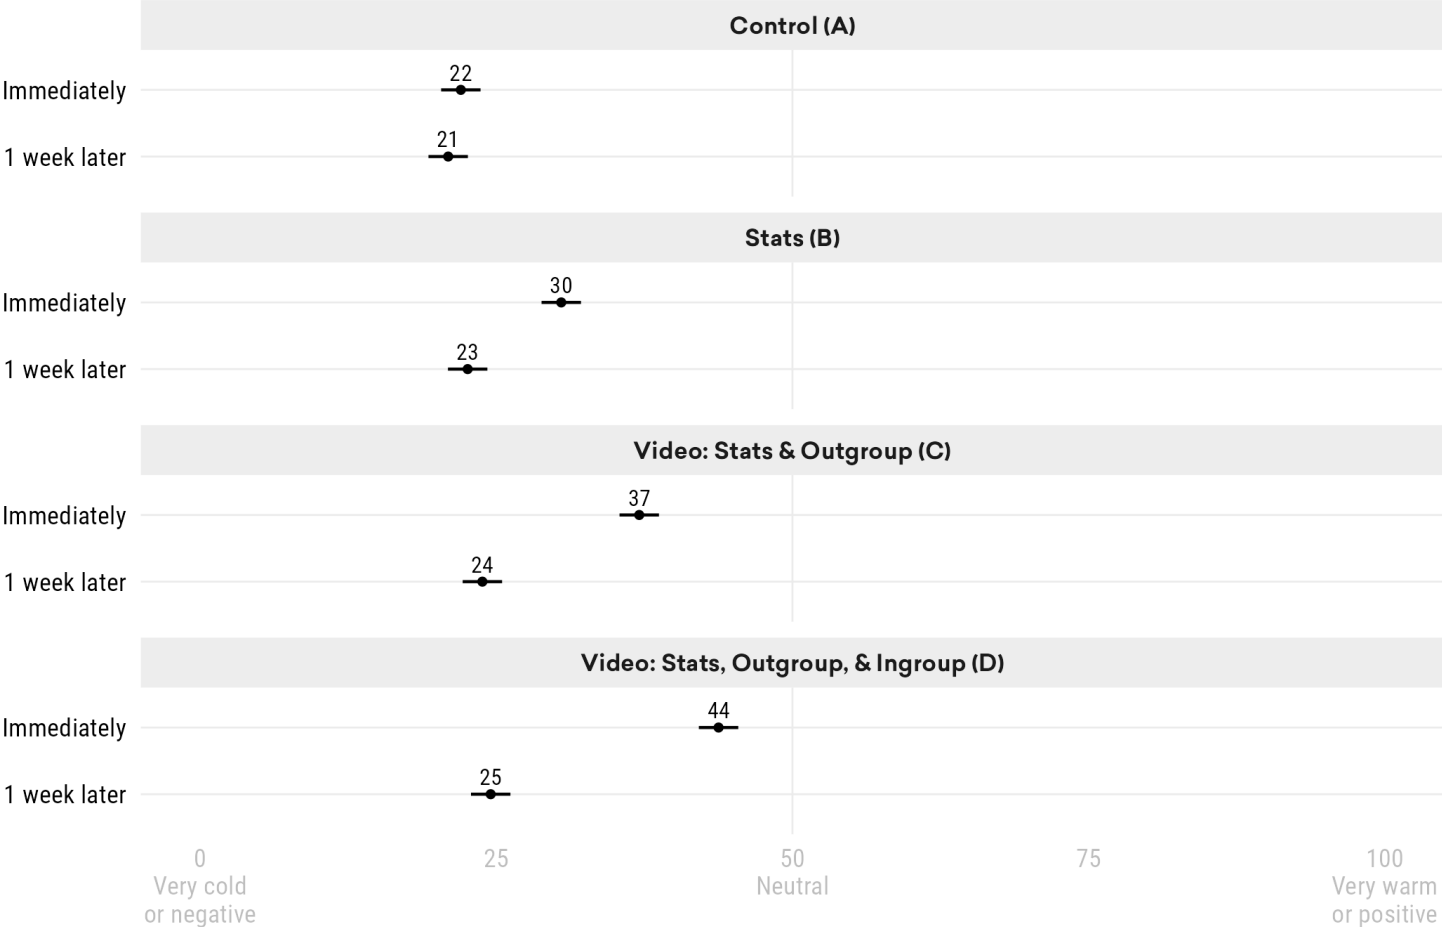 Control (A)
22
Immediately
21
1 week later
Stats (B)
30
Immediately
23
1 week later
Video: Stats & Outgroup (C)
37
Immediately
24
1 week later
Video: Stats, Outgroup, & Ingroup (D)
44
Immediately
25
1 week later
0 25 50 75 100
Very cold Neutral Very warm
or negative or positive